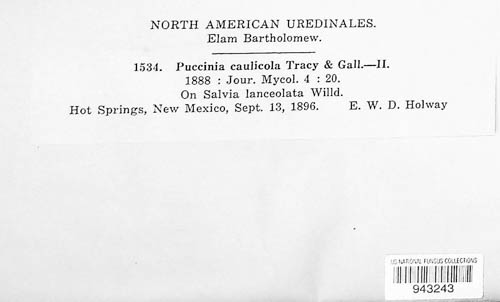 NORTH AMERICAN UREDINALES.
Elam Bartholomew.
1534. Puccinia caulicola Tracy & Gall.—II.
1888 : Jour. Mycol. 4 : 20.
On Salvia lanceolata Willd.
Hot Springs, New Mexico, Sept. 13, 1896. E. W. D. Holway
US NATIONAL FUNGUS COLLECTIONS
943243